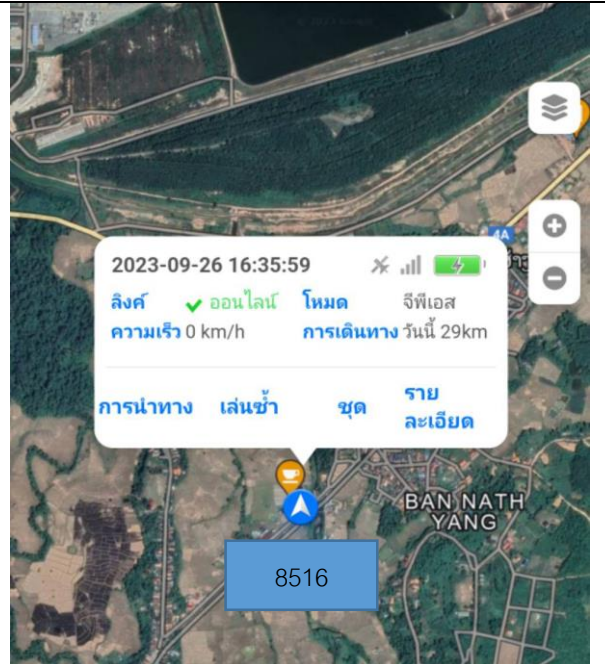 4A
2023-09-26 16:35:59
ลิงค์ ออนไลน์ โหมด จีพีเอส
ความเร็ว 0 km/h การเดินทาง วันนี้ 29km
การนำทาง เล่นซ้ำ ชุด ราย
ละเอียด
BAN NATH
YANG
8516